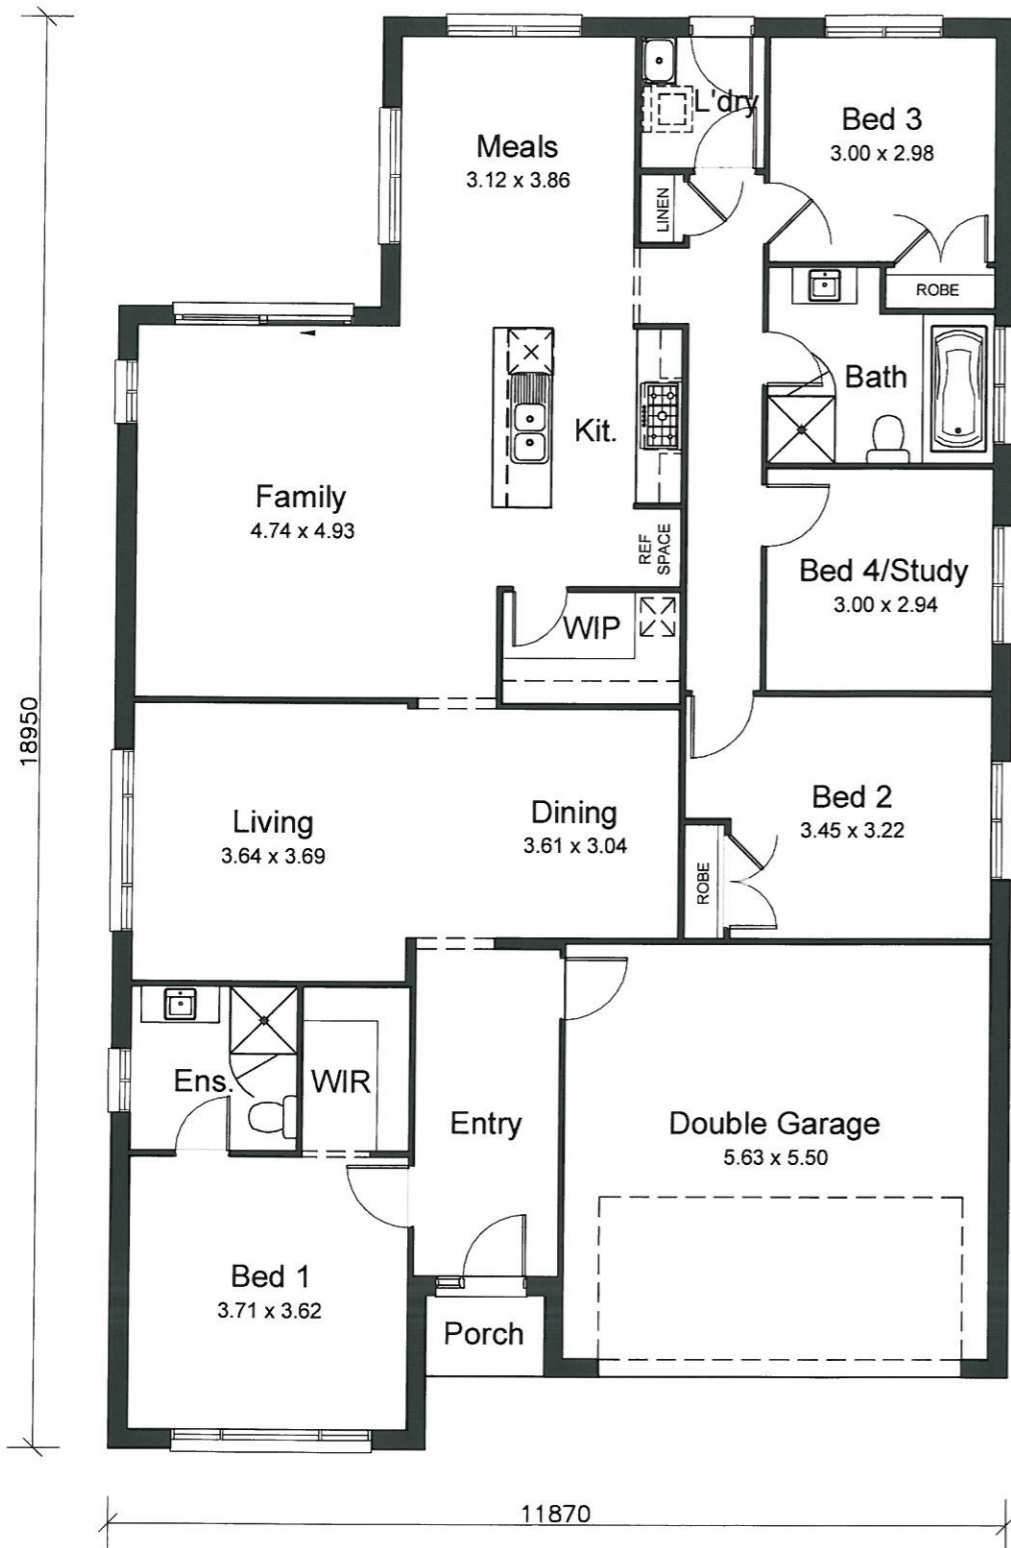 Meals
3.12 x 3.86
L'dry
Bed 3
3.00 x 2.98
LINEN
ROBE
Bath
Kit.
Family
4.74 x 4.93
REF
SPACE
Bed 4/Study
3.00 x 2.94
WIP
18950
Living
3.64 x 3.69
Dining
3.61 x 3.04
Bed 2
3.45 x 3.22
ROBE
Ens.
WIR
Entry
Double Garage
5.63 x 5.50
Bed 1
3.71 x 3.62
Porch
11870